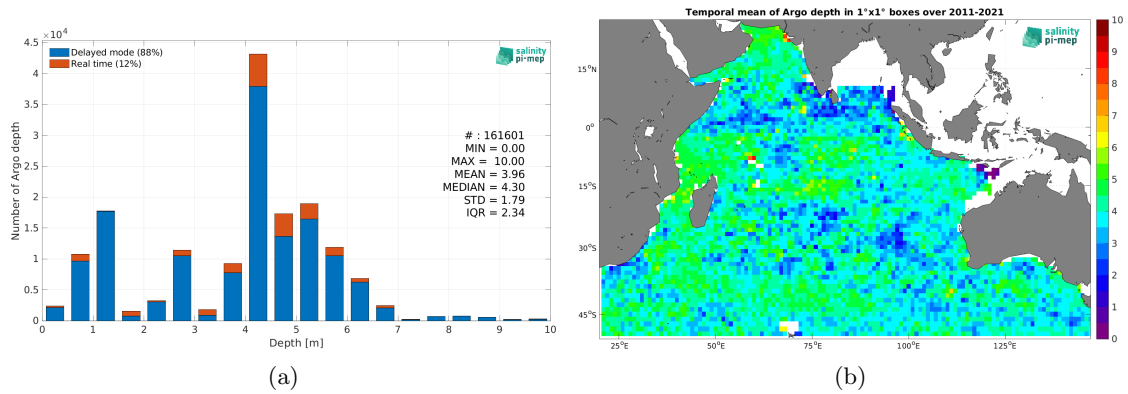 ×10⁴
4.5
4
3.5
3
2.5
2
1.5
1
0.5
0
Number of Argo depth
Delayed mode (88%)
Real time (12%)
salinity
pi-mep
# : 161601
MIN = 0.00
MAX = 10.00
MEAN = 3.96
MEDIAN = 4.30
STD = 1.79
IQR = 2.34
0 1 2 3 4 5 6 7 8 9 10
Depth [m]
(a)
Temporal mean of Argo depth in 1°x1° boxes over 2011-2021
salinity
pi-mep
15°N
0°
15°S
30°S
45°S
25°E 50°E 75°E 100°E 125°E
10
9
8
7
6
5
4
3
2
1
0
(b)